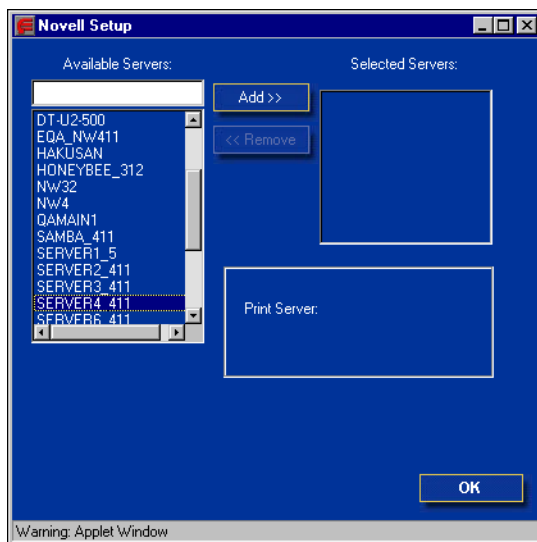 Novell Setup
Available Servers:
Selected Servers:
Add >>
<< Remove
DT-U2-500
EQA_NW411
HAKUSAN
HONEYBEE_312
NW32
NW4
QAMAIN1
SAMBA_411
SERVER1_5
SERVER2_411
SERVER3_411
SERVER4_411
SERVER6_411
Print Server:
OK
Warning: Applet Window